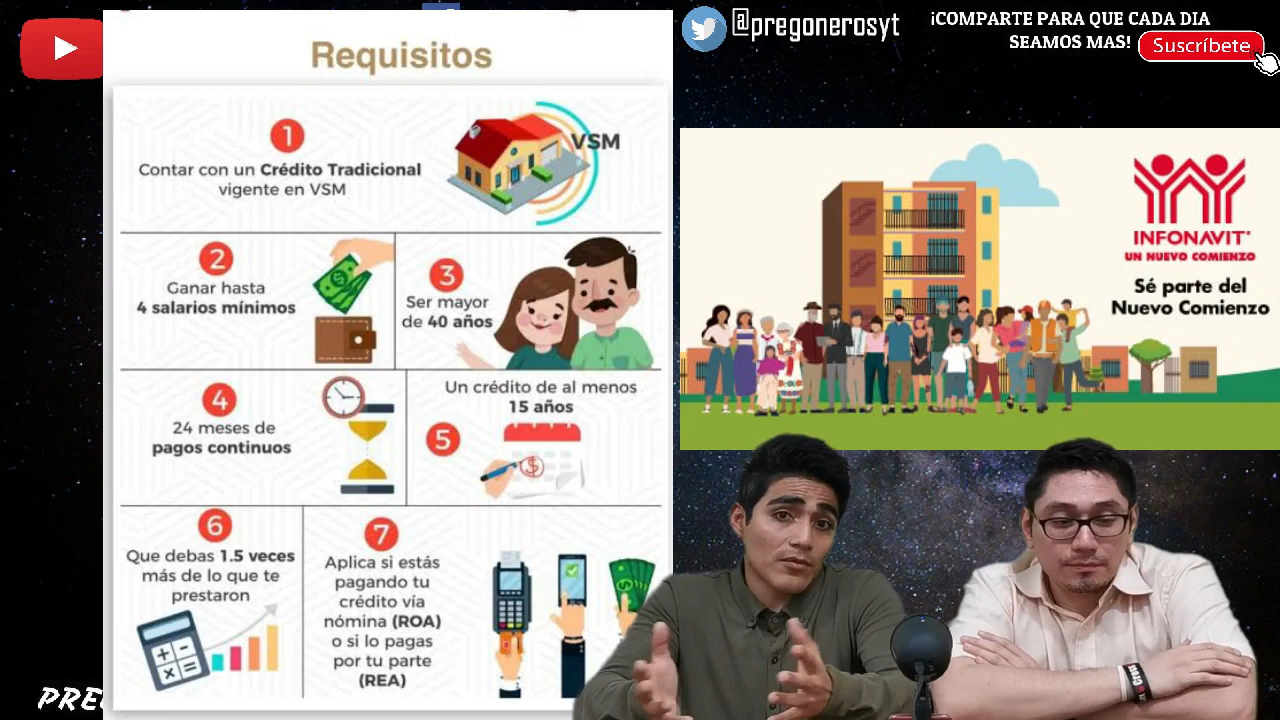 Requisitos
1
Contar con un Crédito Tradicional
vigente en VSM
VSM
2
Ganar hasta
4 salarios mínimos
3
Ser mayor
de 40 años
4
24 meses de
pagos continuos
Un crédito de al menos
15 años
5
$
6
Que debas 1.5 veces
más de lo que te
prestaron
7
Aplica si estás
pagando tu
crédito vía
nómina (ROA)
o si lo pagas
por tu parte
(REA)
@pregonerosyt
¡COMPARTE PARA QUE CADA DIA
SEAMOS MAS!
Suscríbete
INFONAVIT
UN NUEVO COMIENZO
Sé parte del
Nuevo Comienzo